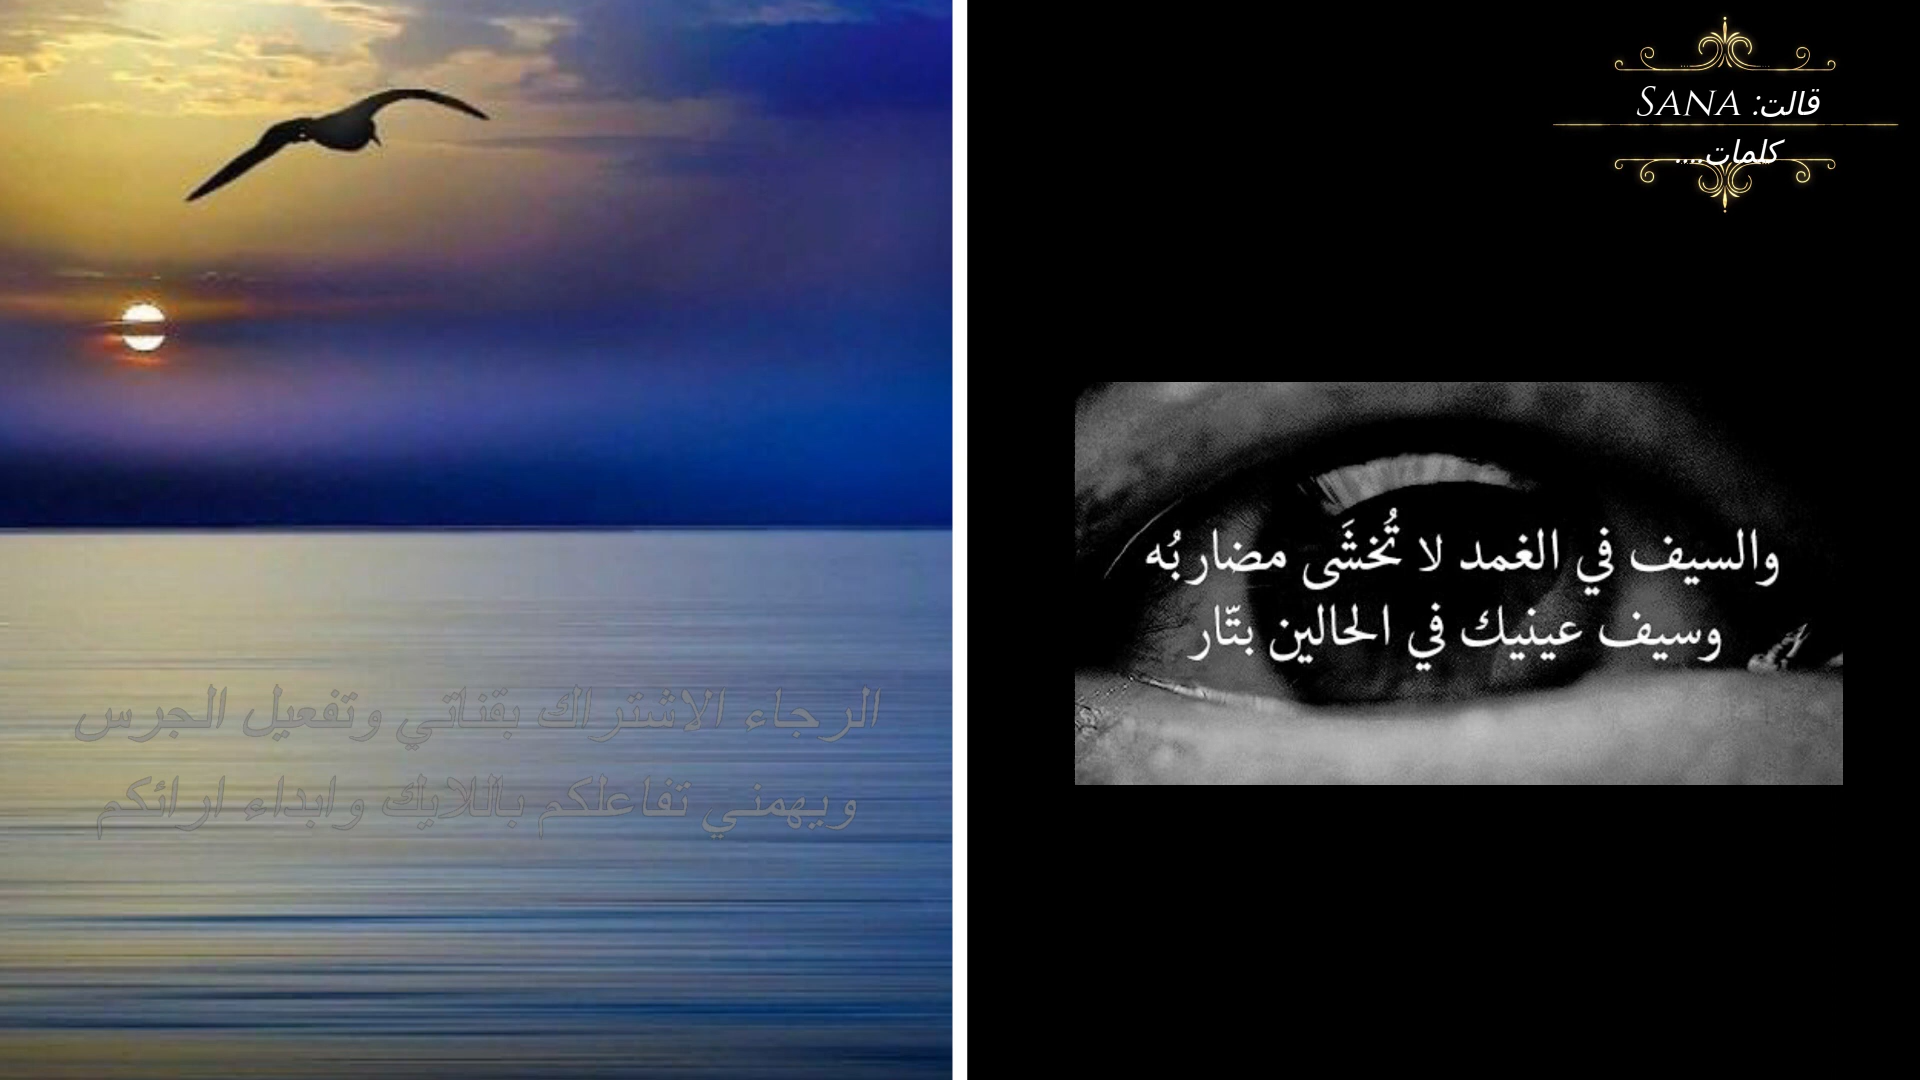 قالت: SANA
كلمات....
والسيف في الغمد لا تُخشَى مضاربُه
وسيف عينيك في الحالين بتّار
الرجاء الاشتراك بقناتي وتفعيل الجرس
ويهمني تفاعلكم باللايك وابداء ارائكم